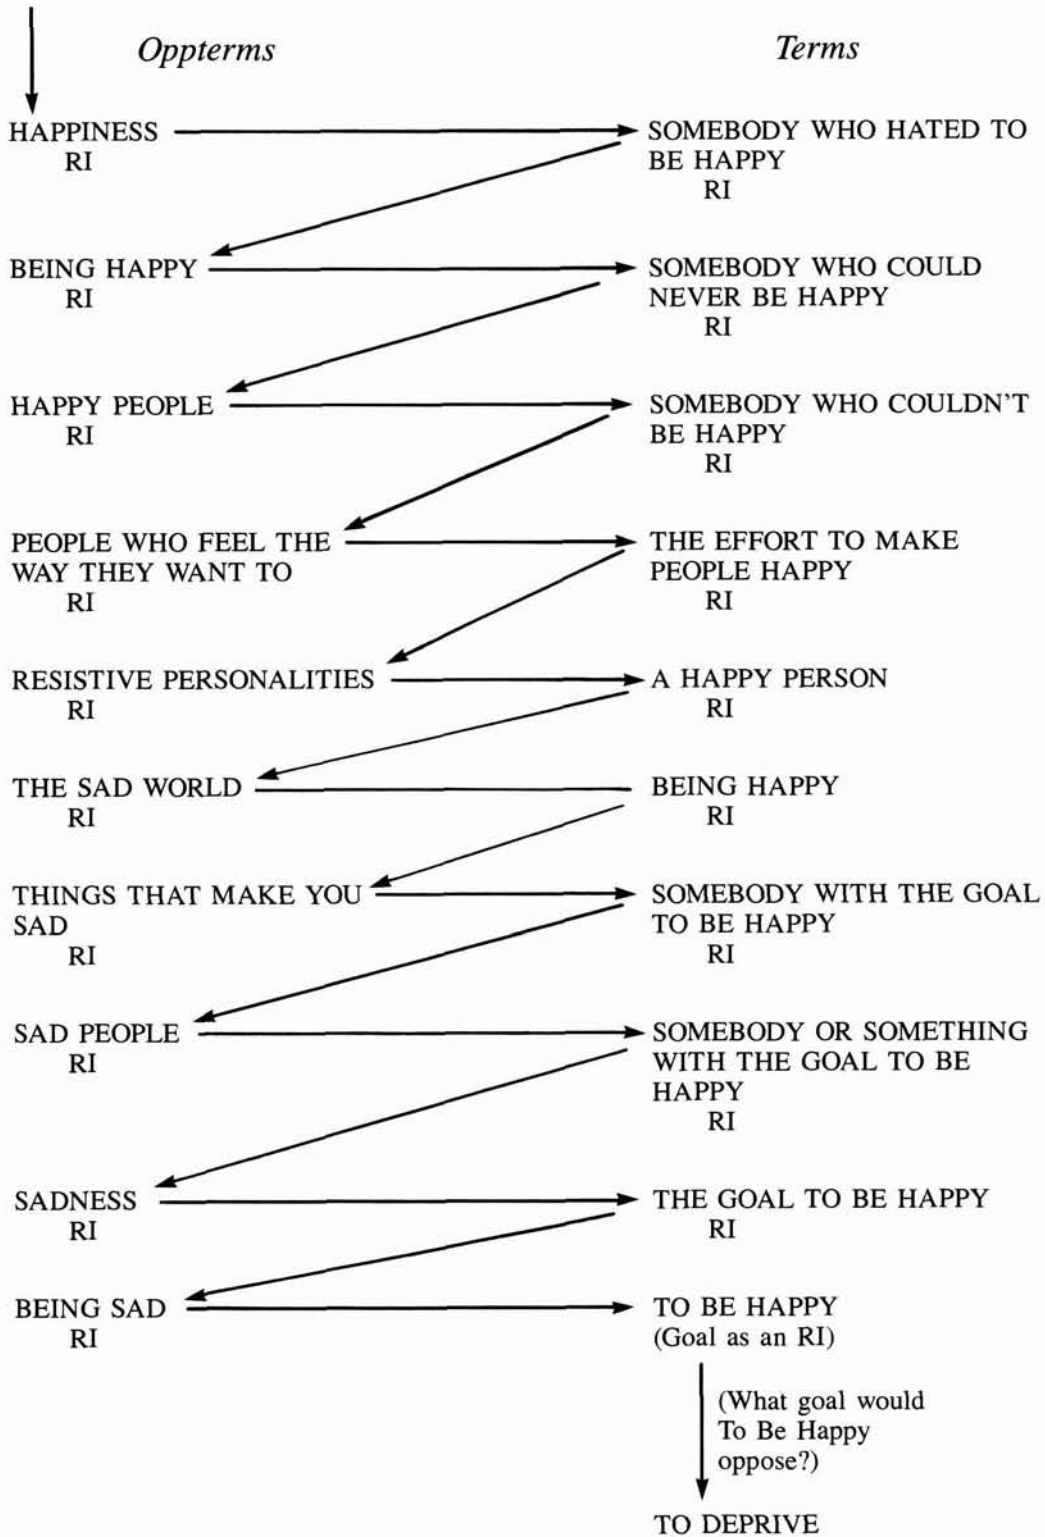 Oppterms
Terms
HAPPINESS
RI
SOMEBODY WHO HATED TO
BE HAPPY
RI
BEING HAPPY
RI
SOMEBODY WHO COULD
NEVER BE HAPPY
RI
HAPPY PEOPLE
RI
SOMEBODY WHO COULDN'T
BE HAPPY
RI
PEOPLE WHO FEEL THE
WAY THEY WANT TO
RI
THE EFFORT TO MAKE
PEOPLE HAPPY
RI
RESISTIVE PERSONALITIES
RI
A HAPPY PERSON
RI
THE SAD WORLD
RI
BEING HAPPY
RI
THINGS THAT MAKE YOU
SAD
RI
SOMEBODY WITH THE GOAL
TO BE HAPPY
RI
SAD PEOPLE
RI
SOMEBODY OR SOMETHING
WITH THE GOAL TO BE
HAPPY
RI
SADNESS
RI
THE GOAL TO BE HAPPY
RI
BEING SAD
RI
TO BE HAPPY
(Goal as an RI)
(What goal would
To Be Happy
oppose?)
TO DEPRIVE